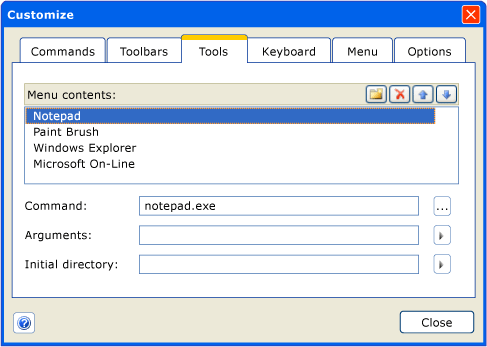 Customize
Commands Toolbars Tools Keyboard Menu Options
Menu contents:
Notepad
Paint Brush
Windows Explorer
Microsoft On-Line
Command: notepad.exe ...
Arguments:
Initial directory:
? Close